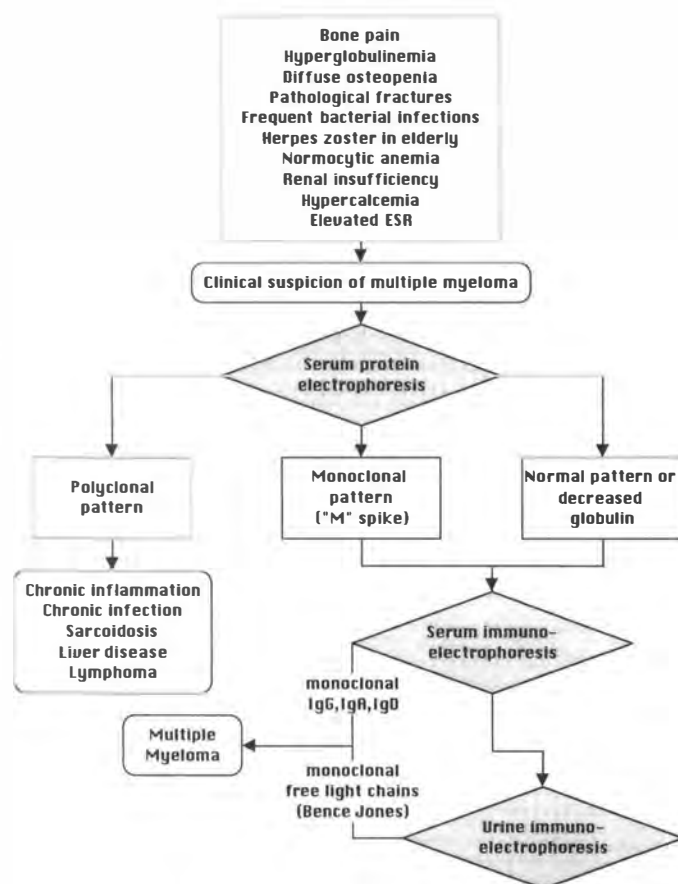 Bone pain
Hyperglobulinemia
Diffuse osteopenia
Pathological fractures
Frequent bacterial infections
Herpes zoster in elderly
Normocytic anemia
Renal insufficiency
Hypercalcemia
Elevated ESR
Clinical suspicion of multiple myeloma
Serum protein
electrophoresis
Polyclonal
pattern
Monoclonal
pattern
("M" spike)
Normal pattern or
decreased
globulin
Chronic inflammation
Chronic infection
Sarcoidosis
Liver disease
Lymphoma
Serum immuno-
electrophoresis
monoclonal
IgG,IgA,IgD
Multiple
Myeloma
monoclonal
free light chains
(Bence Jones)
Urine immuno-
electrophoresis